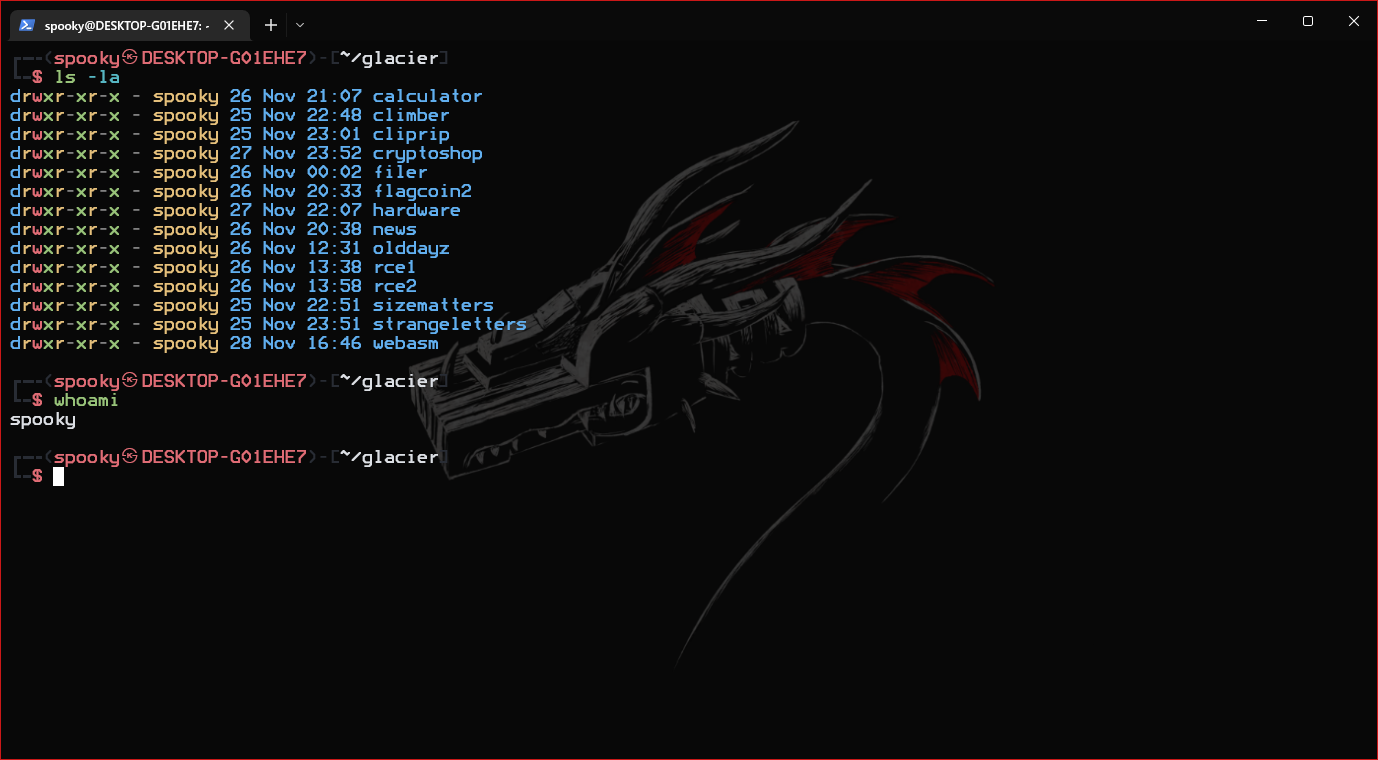 spooky@DESKTOP-G01EHE7: -
┌──(spooky㉿DESKTOP-G01EHE7)-[~/glacier]
└─$ ls -la
drwxr-xr-x - spooky 26 Nov 21:07 calculator
drwxr-xr-x - spooky 25 Nov 22:48 climber
drwxr-xr-x - spooky 25 Nov 23:01 cliprip
drwxr-xr-x - spooky 27 Nov 23:52 cryptoshop
drwxr-xr-x - spooky 26 Nov 00:02 filer
drwxr-xr-x - spooky 26 Nov 20:33 flagcoin2
drwxr-xr-x - spooky 27 Nov 22:07 hardware
drwxr-xr-x - spooky 26 Nov 20:38 news
drwxr-xr-x - spooky 26 Nov 12:31 olddayz
drwxr-xr-x - spooky 26 Nov 13:38 rce1
drwxr-xr-x - spooky 26 Nov 13:58 rce2
drwxr-xr-x - spooky 25 Nov 22:51 sizematters
drwxr-xr-x - spooky 25 Nov 23:51 strangeletters
drwxr-xr-x - spooky 28 Nov 16:46 webasm
┌──(spooky㉿DESKTOP-G01EHE7)-[~/glacier]
└─$ whoami
spooky
┌──(spooky㉿DESKTOP-G01EHE7)-[~/glacier]
└─$